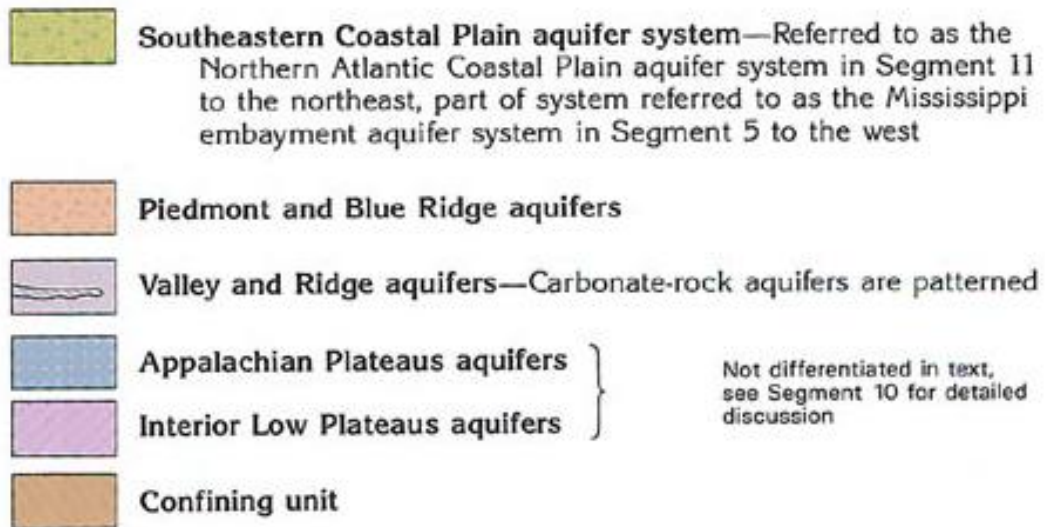 Southeastern Coastal Plain aquifer system—Referred to as the
Northern Atlantic Coastal Plain aquifer system in Segment 11
to the northeast, part of system referred to as the Mississippi
embayment aquifer system in Segment 5 to the west
Piedmont and Blue Ridge aquifers
Valley and Ridge aquifers—Carbonate-rock aquifers are patterned
Appalachian Plateaus aquifers
Interior Low Plateaus aquifers
Not differentiated in text,
see Segment 10 for detailed
discussion
Confining unit